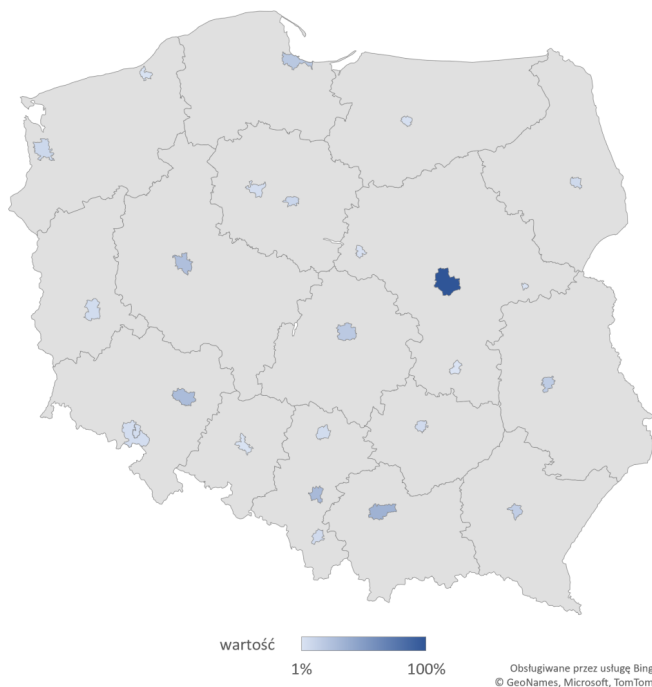 wartość
1% 100%
Obsługiwane przez usługę Bing
© GeoNames, Microsoft, TomTom